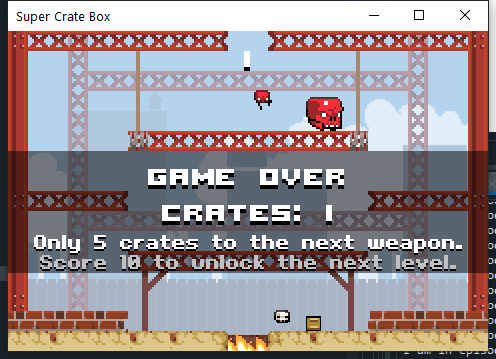 Super Crate Box
GAME OVER
CRATES: 1
Only 5 crates to the next weapon.
Score 10 to unlock the next level.